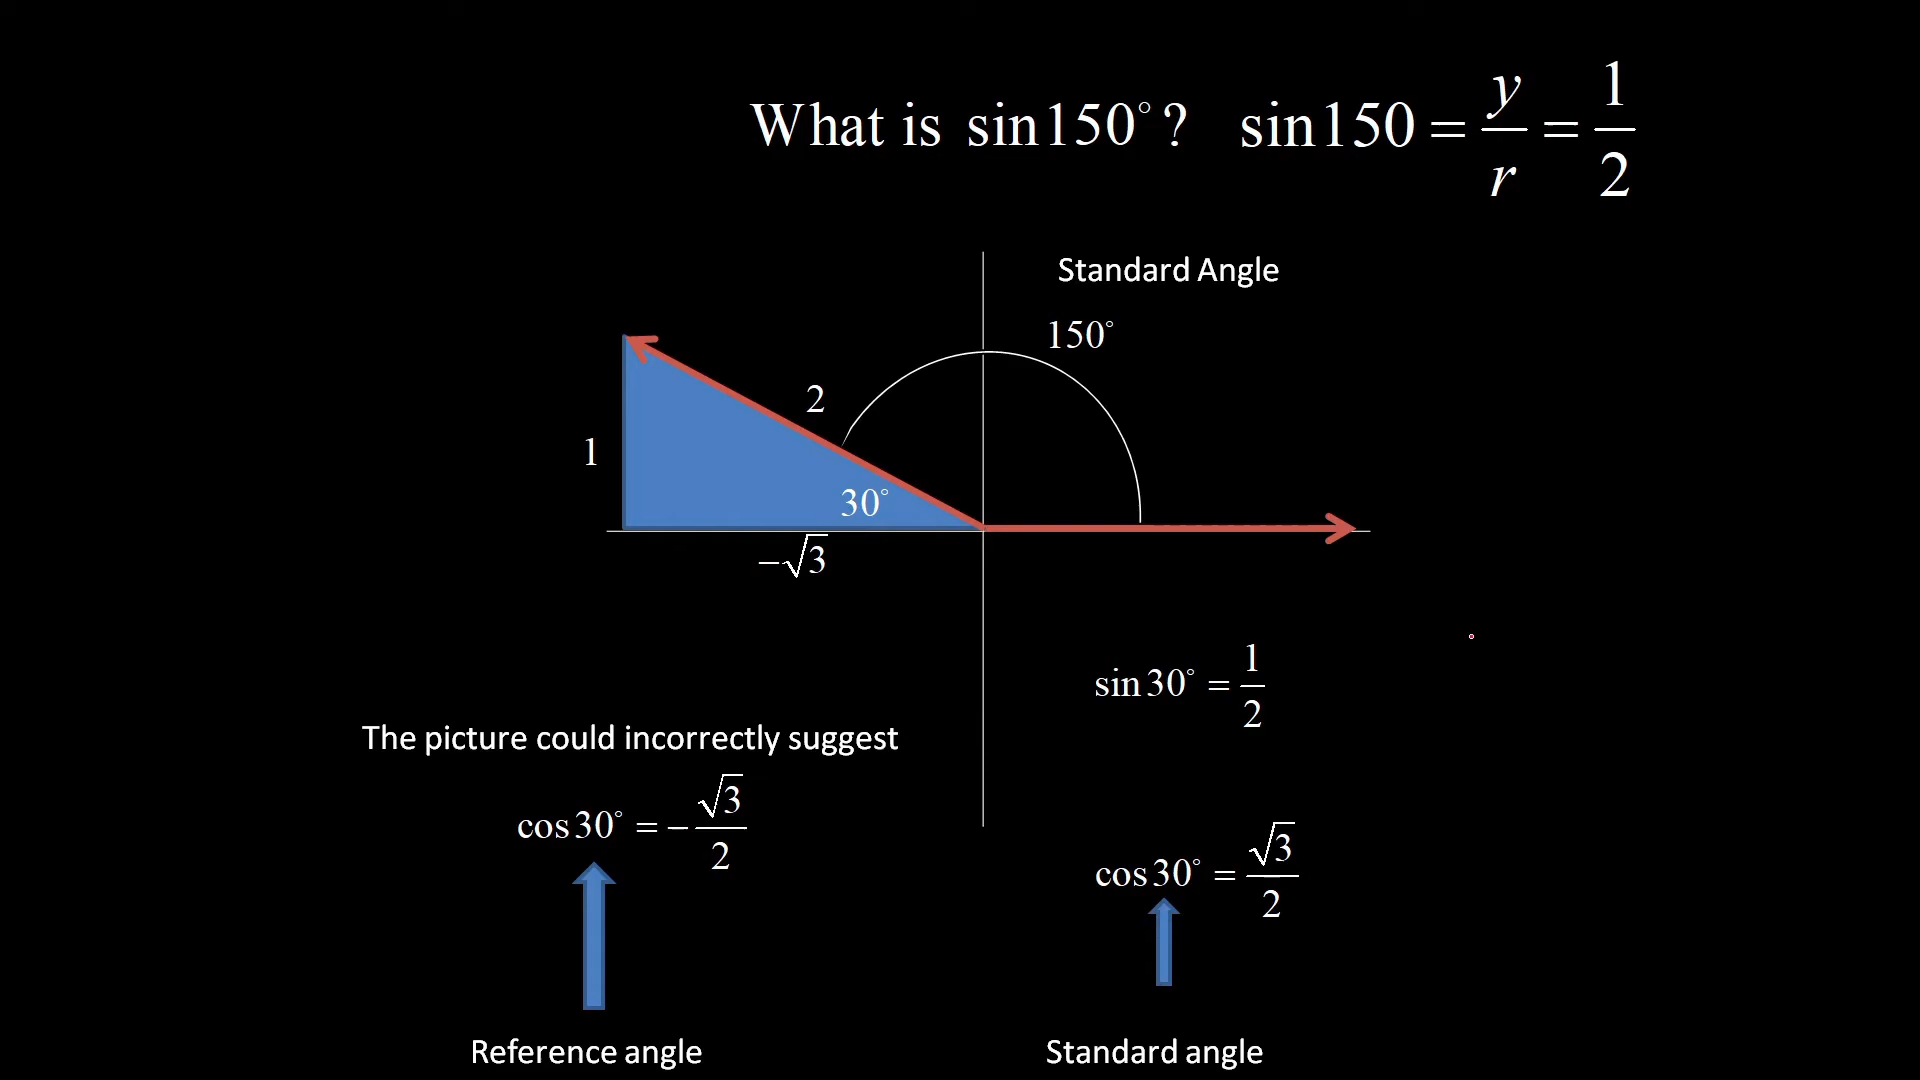 What is sin150°? sin150 = y/r = 1/2
Standard Angle
150°
2
1
30°
−√3
sin30° = 1/2
The picture could incorrectly suggest
cos30° = −√3/2
cos30° = √3/2
Reference angle
Standard angle